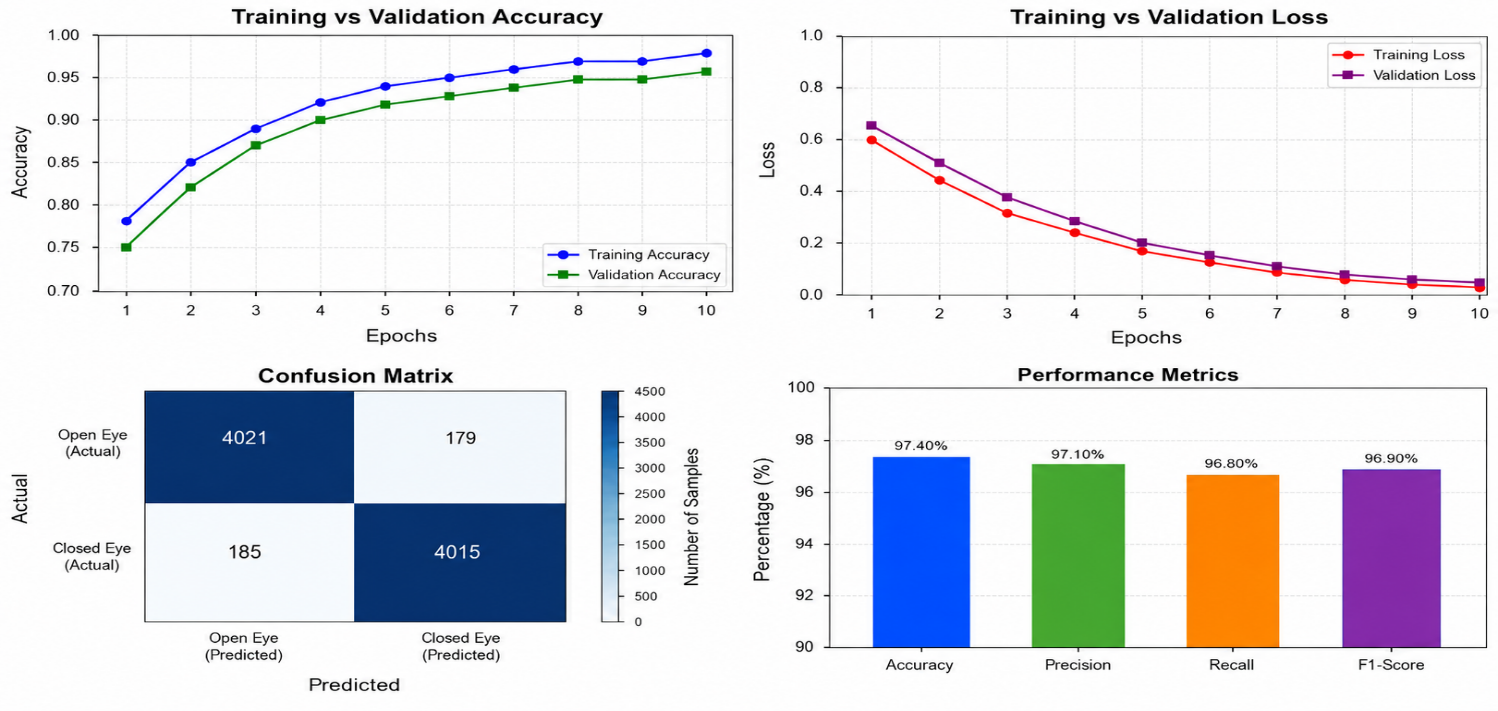 Training vs Validation Accuracy
1.00
0.95
0.90
0.85
0.80
0.75
0.70
Accuracy
Training Accuracy
Validation Accuracy
1 2 3 4 5 6 7 8 9 10
Epochs
Training vs Validation Loss
1.0
0.8
0.6
0.4
0.2
0.0
Loss
Training Loss
Validation Loss
1 2 3 4 5 6 7 8 9 10
Epochs
Confusion Matrix
Actual
Open Eye
(Actual)
4021 179
Closed Eye
(Actual)
185 4015
Open Eye
(Predicted)
Closed Eye
(Predicted)
Predicted
4500
4000
3500
3000
2500
2000
1500
1000
500
0
Number of Samples
Performance Metrics
100
98
96
94
92
90
Percentage (%)
97.40%
97.10%
96.80%
96.90%
Accuracy Precision Recall F1-Score